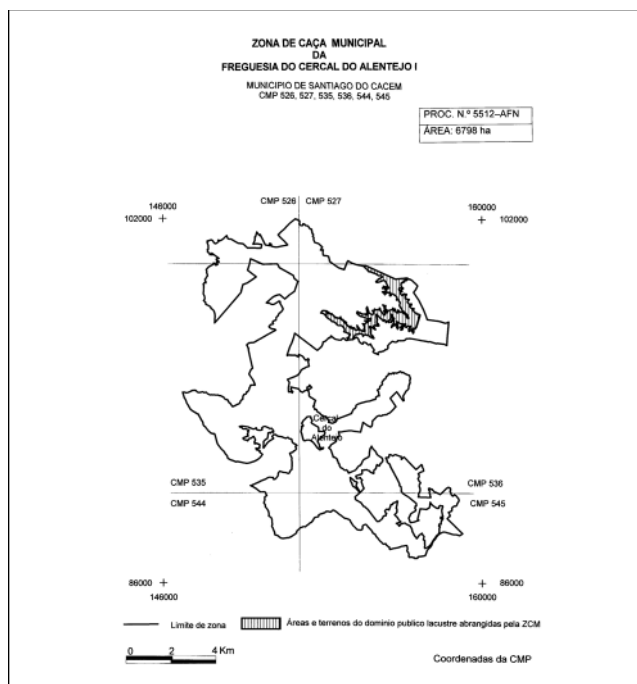 ZONA DE CAÇA MUNICIPAL
DA
FREGUESIA DO CERCAL DO ALENTEJO I
MUNICIPIO DE SANTIAGO DO CACEM
CMP 526, 527, 535, 536, 544, 545
PROC. N.º 5512–AFN
ÁREA: 6798 ha
146000
CMP 526
CMP 527
160000
102000
102000
Cercal
do
Alentejo
CMP 535
CMP 536
CMP 544
CMP 545
86000
86000
146000
160000
Limite de zona
Áreas e terrenos do dominio publico lacustre abrangidas pela ZCM
0 2 4 Km
Coordenadas da CMP